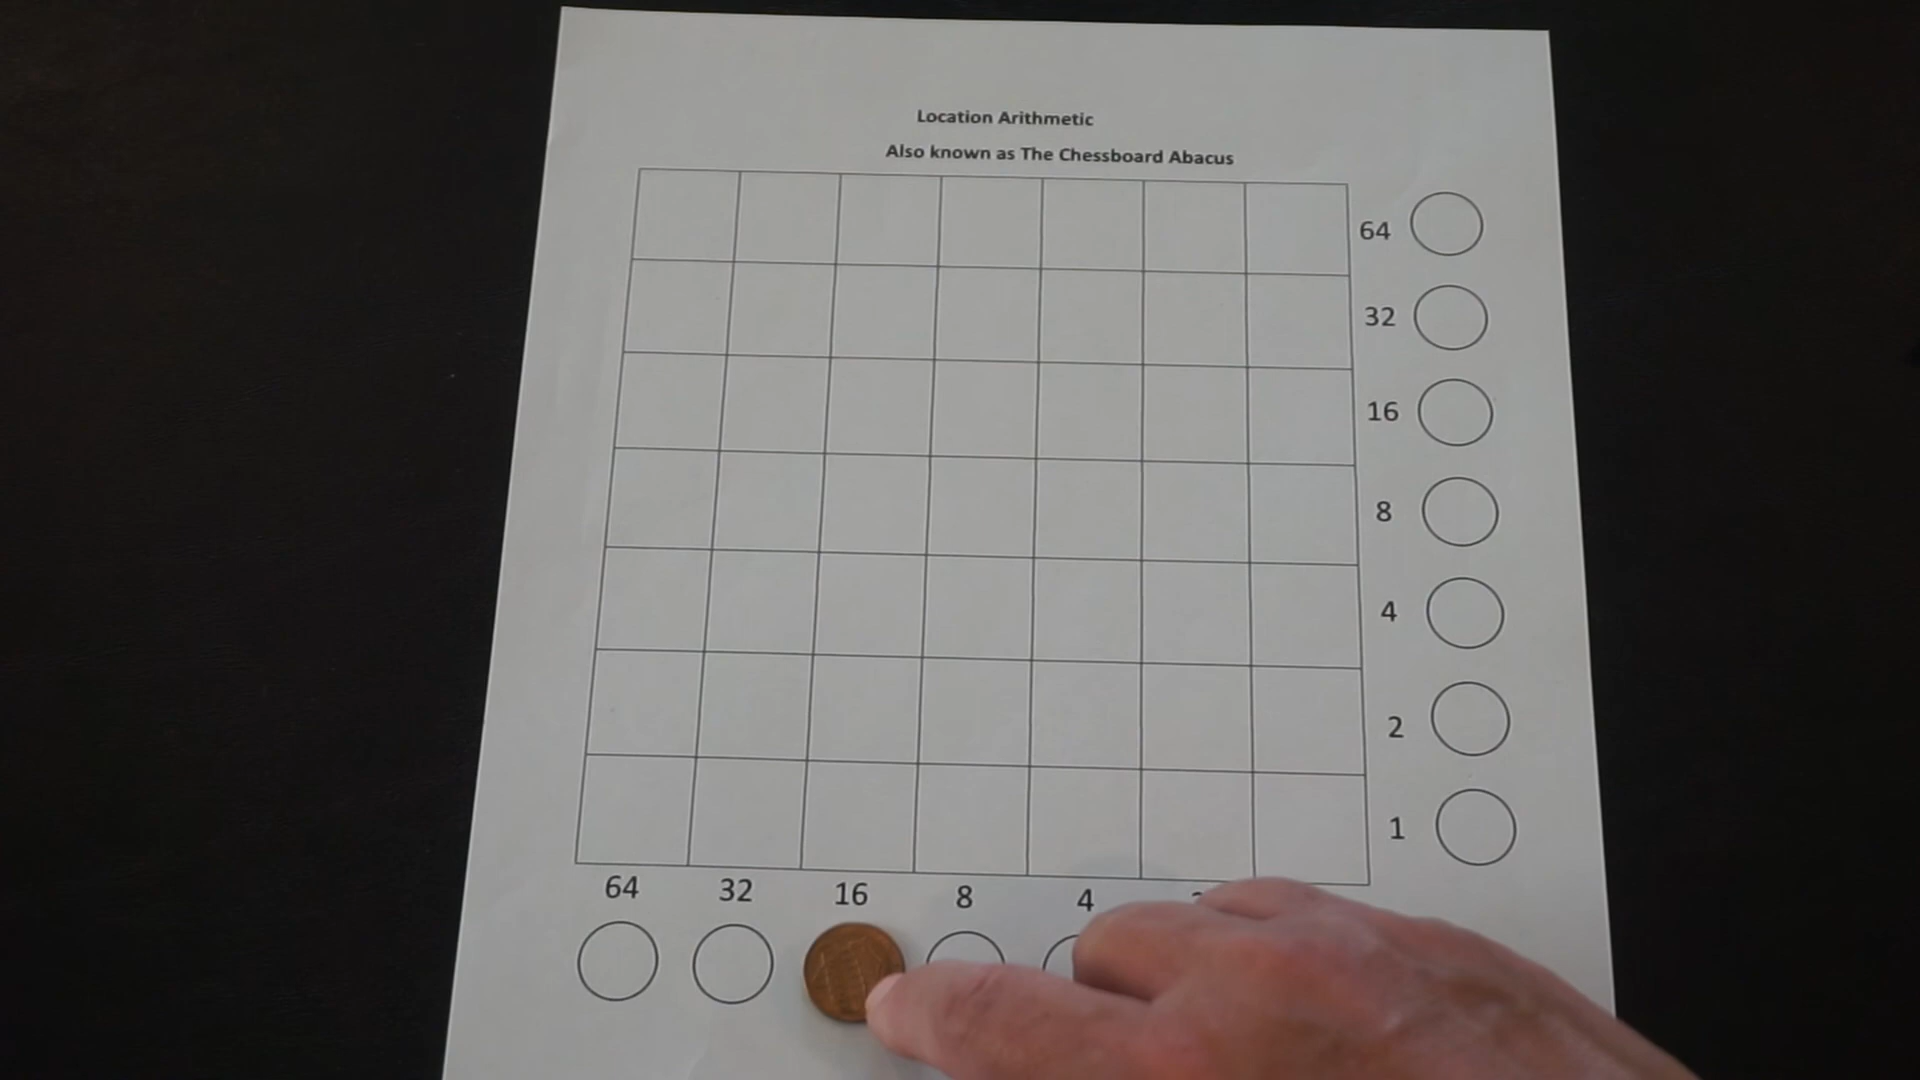 Location Arithmetic
Also known as The Chessboard Abacus
64
32
16
8
4
2
1
64 32 16 8 4